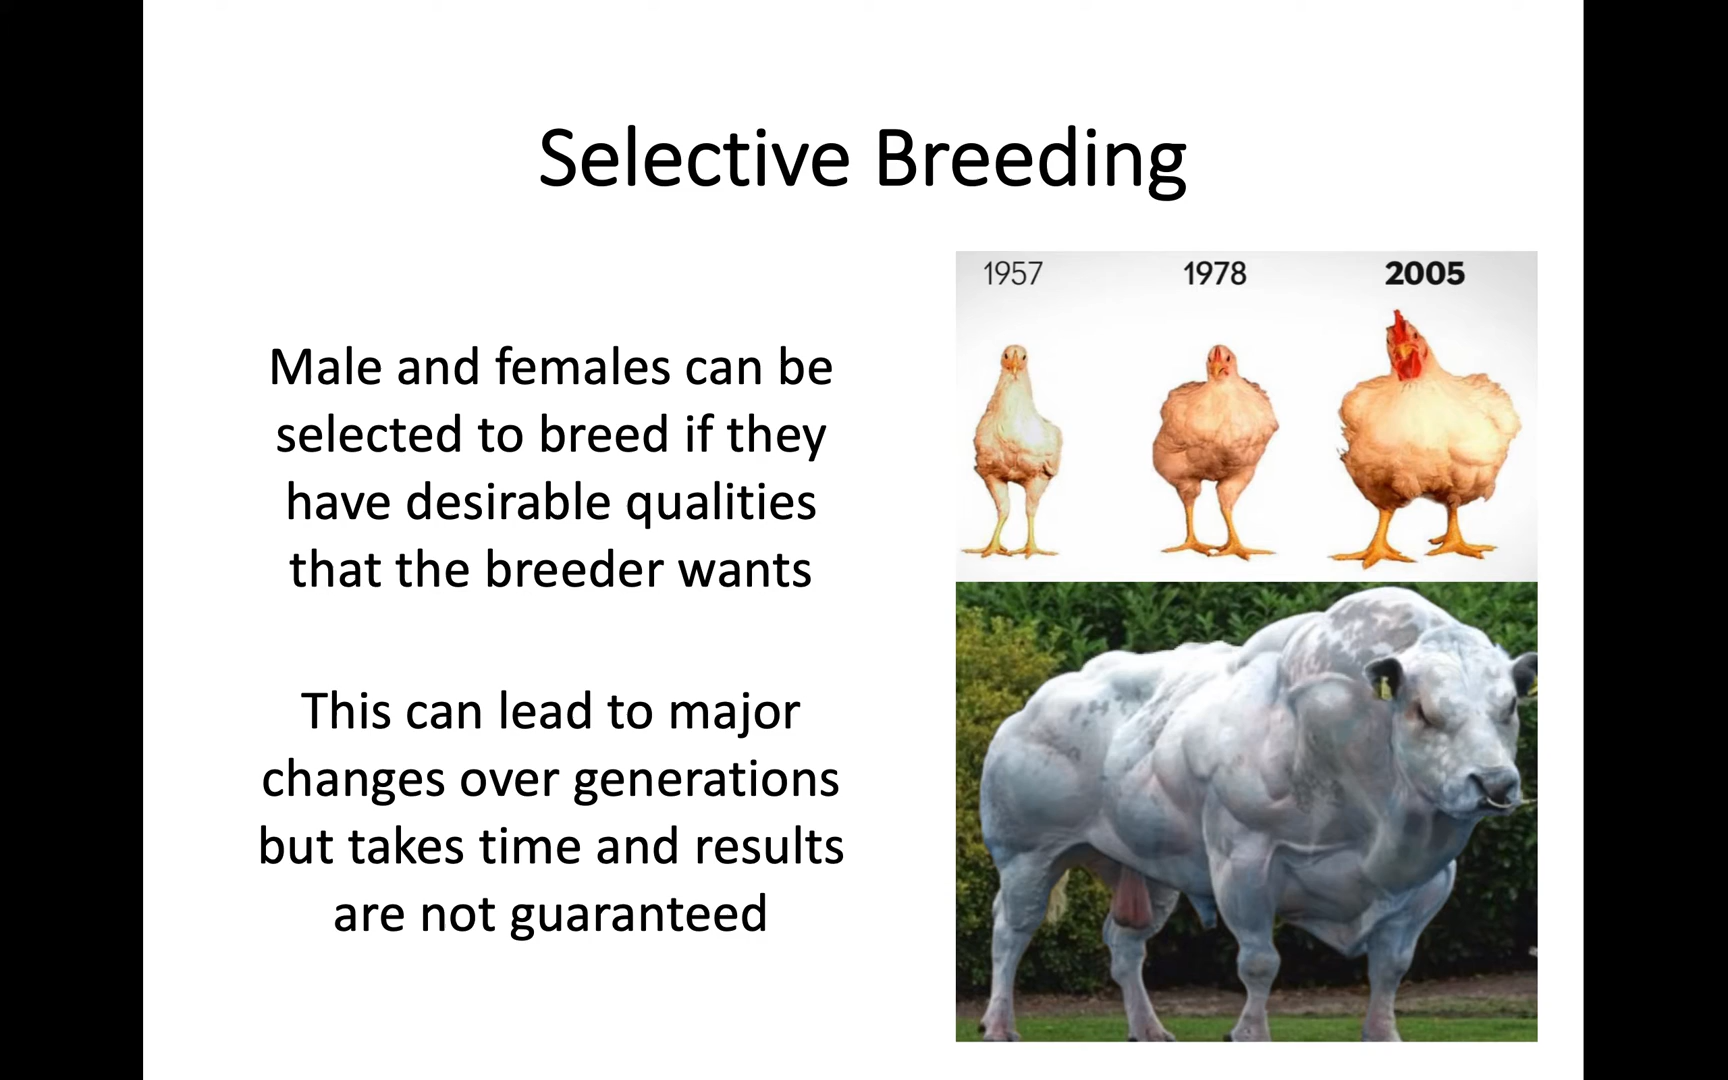 Selective Breeding
Male and females can be
selected to breed if they
have desirable qualities
that the breeder wants
This can lead to major
changes over generations
but takes time and results
are not guaranteed
1957 1978 2005